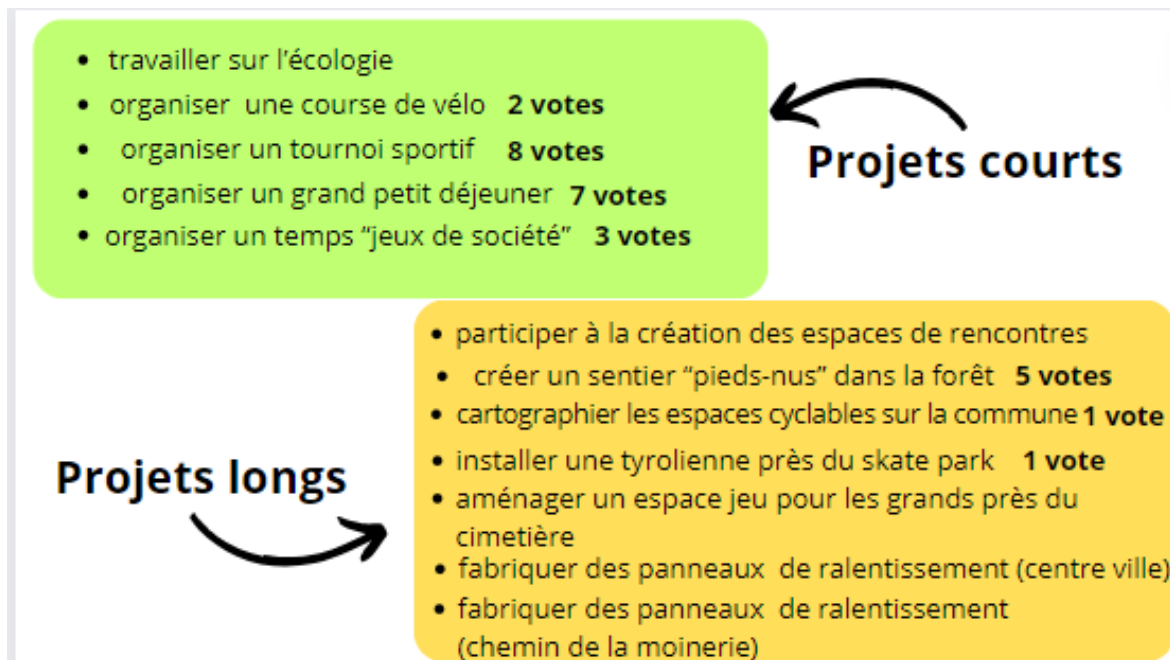 • travailler sur l'écologie
• organiser une course de vélo 2 votes
• organiser un tournoi sportif 8 votes
• organiser un grand petit déjeuner 7 votes
• organiser un temps “jeux de société” 3 votes
Projets courts
Projets longs
• participer à la création des espaces de rencontres
• créer un sentier “pieds-nus” dans la forêt 5 votes
• cartographier les espaces cyclables sur la commune 1 vote
• installer une tyrolienne près du skate park 1 vote
• aménager un espace jeu pour les grands près du
cimetière
• fabriquer des panneaux de ralentissement (centre ville)
• fabriquer des panneaux de ralentissement
(chemin de la moinerie)